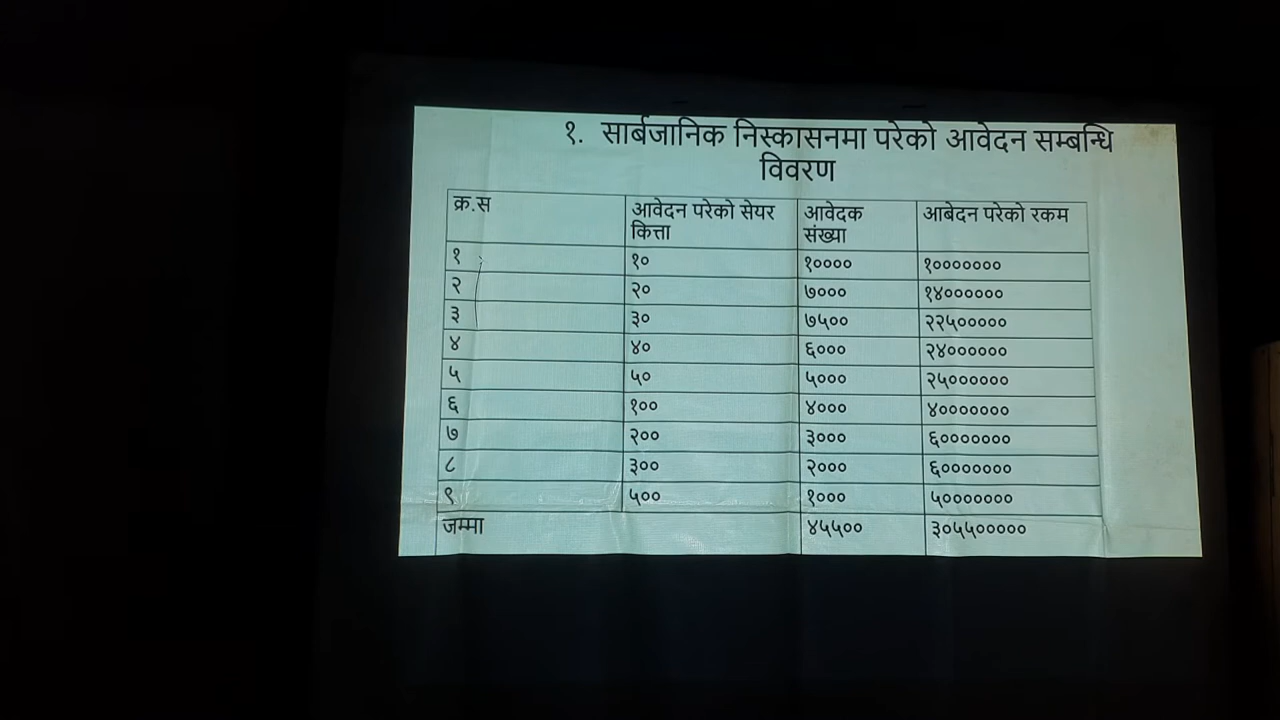 १. सार्बजानिक निस्कासनमा परेको आवेदन सम्बन्धि
विवरण
क्र.स आवेदन परेको सेयर कित्ता आवेदक संख्या आबेदन परेको रकम
१ १० १०००० १०००००००
२ २० ७००० १४००००००
३ ३० ७५०० २२५०००००
४ ४० ६००० २४००००००
५ ५० ५००० २५००००००
६ १०० ४००० ४०००००००
७ २०० ३००० ६०००००००
८ ३०० २००० ६०००००००
९ ५०० १००० ५०००००००
जम्मा ४५५०० ३०५५०००००